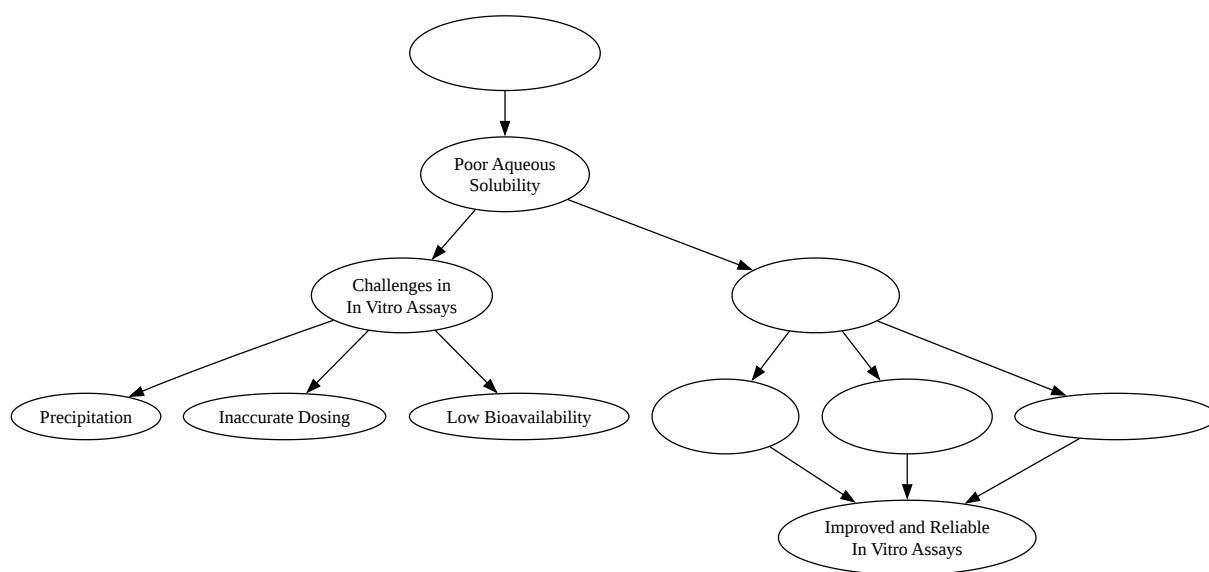 Poor Aqueous
Solubility
Challenges in
In Vitro Assays
Precipitation
Inaccurate Dosing
Low Bioavailability
Improved and Reliable
In Vitro Assays